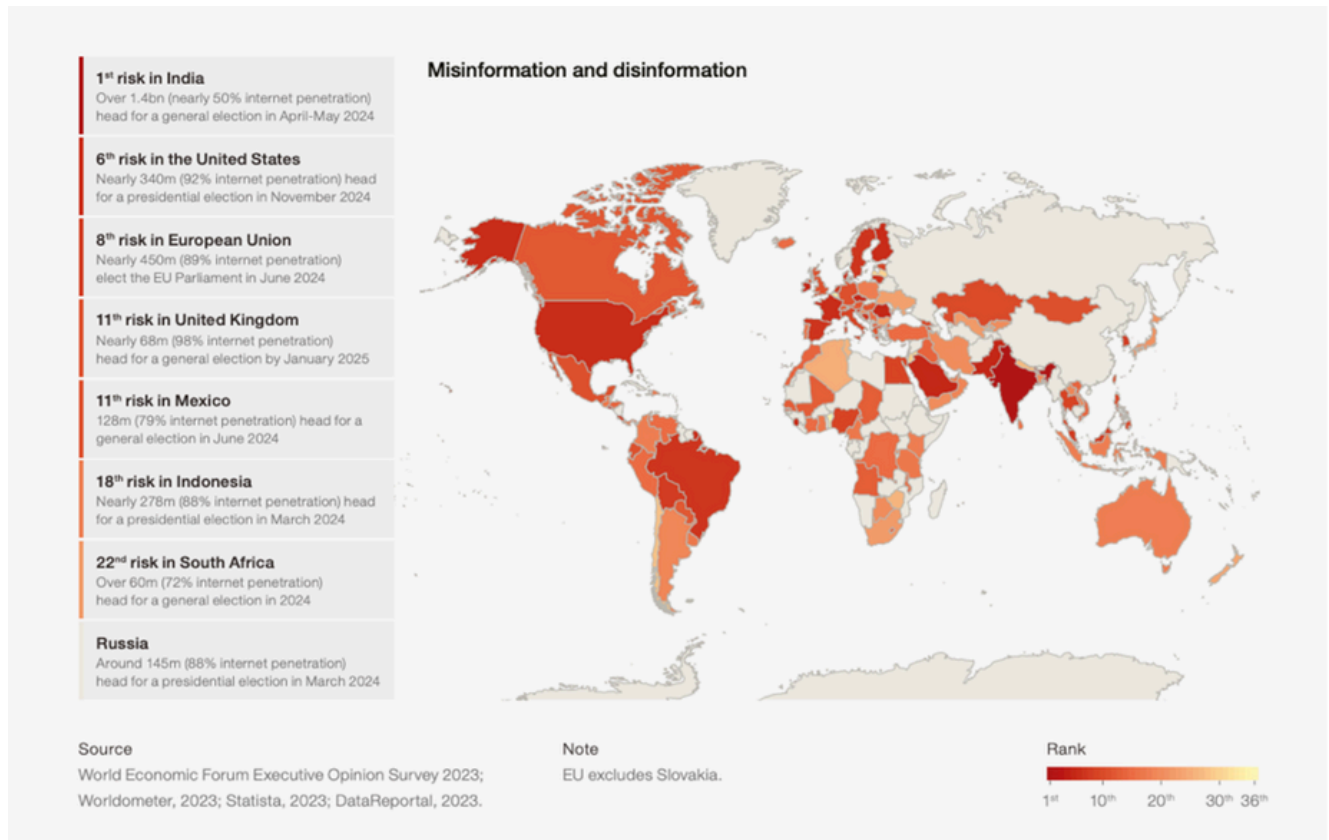 Misinformation and disinformation
1st risk in India
Over 1.4bn (nearly 50% internet penetration)
head for a general election in April-May 2024
6th risk in the United States
Nearly 340m (92% internet penetration) head
for a presidential election in November 2024
8th risk in European Union
Nearly 450m (89% internet penetration)
elect the EU Parliament in June 2024
11th risk in United Kingdom
Nearly 68m (98% internet penetration)
head for a general election by January 2025
11th risk in Mexico
128m (79% internet penetration) head for a
general election in June 2024
18th risk in Indonesia
Nearly 278m (88% internet penetration) head
for a presidential election in March 2024
22nd risk in South Africa
Over 60m (72% internet penetration)
head for a general election in 2024
Russia
Around 145m (88% internet penetration)
head for a presidential election in March 2024
Source
World Economic Forum Executive Opinion Survey 2023;
Worldometer, 2023; Statista, 2023; DataReportal, 2023.
Note
EU excludes Slovakia.
Rank
1st 10th 20th 30th 36th